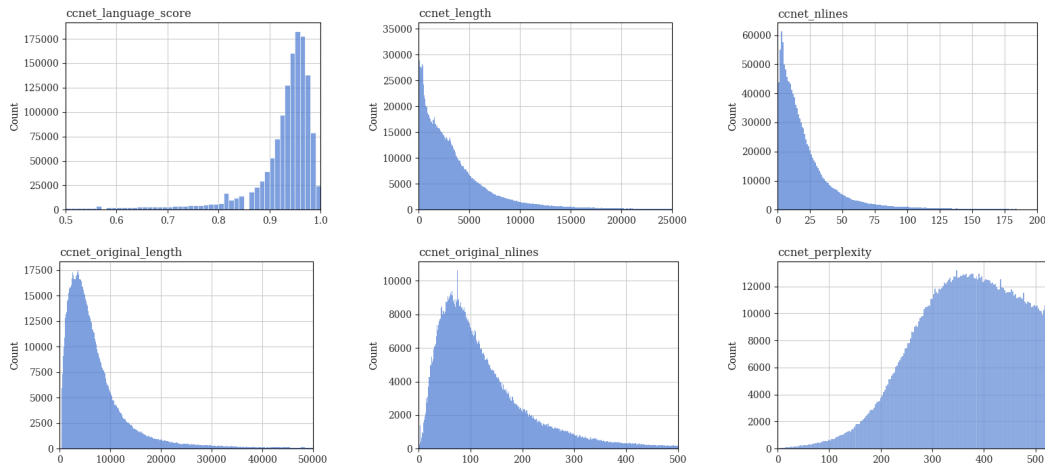 ccnet_language_score
Count
175000
150000
125000
100000
75000
50000
25000
0
0.5 0.6 0.7 0.8 0.9 1.0
ccnet_length
Count
35000
30000
25000
20000
15000
10000
5000
0
0 5000 10000 15000 20000 25000
ccnet_nlines
Count
60000
50000
40000
30000
20000
10000
0
0 25 50 75 100 125 150 175 200
ccnet_original_length
Count
17500
15000
12500
10000
7500
5000
2500
0
0 10000 20000 30000 40000 50000
ccnet_original_nlines
Count
10000
8000
6000
4000
2000
0
0 100 200 300 400 500
ccnet_perplexity
Count
12000
10000
8000
6000
4000
2000
0
0 100 200 300 400